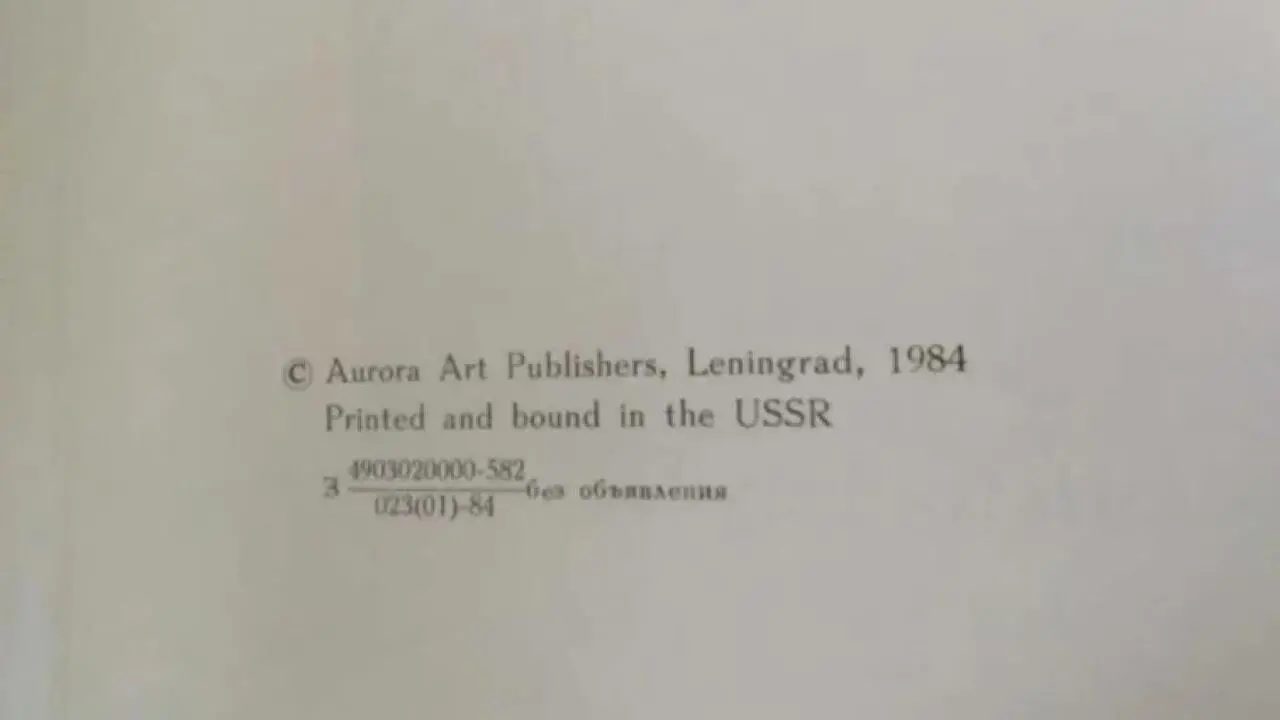 © Aurora Art Publishers, Leningrad, 1984
Printed and bound in the USSR
З 4903020000-582
023(01)-84 без объявления